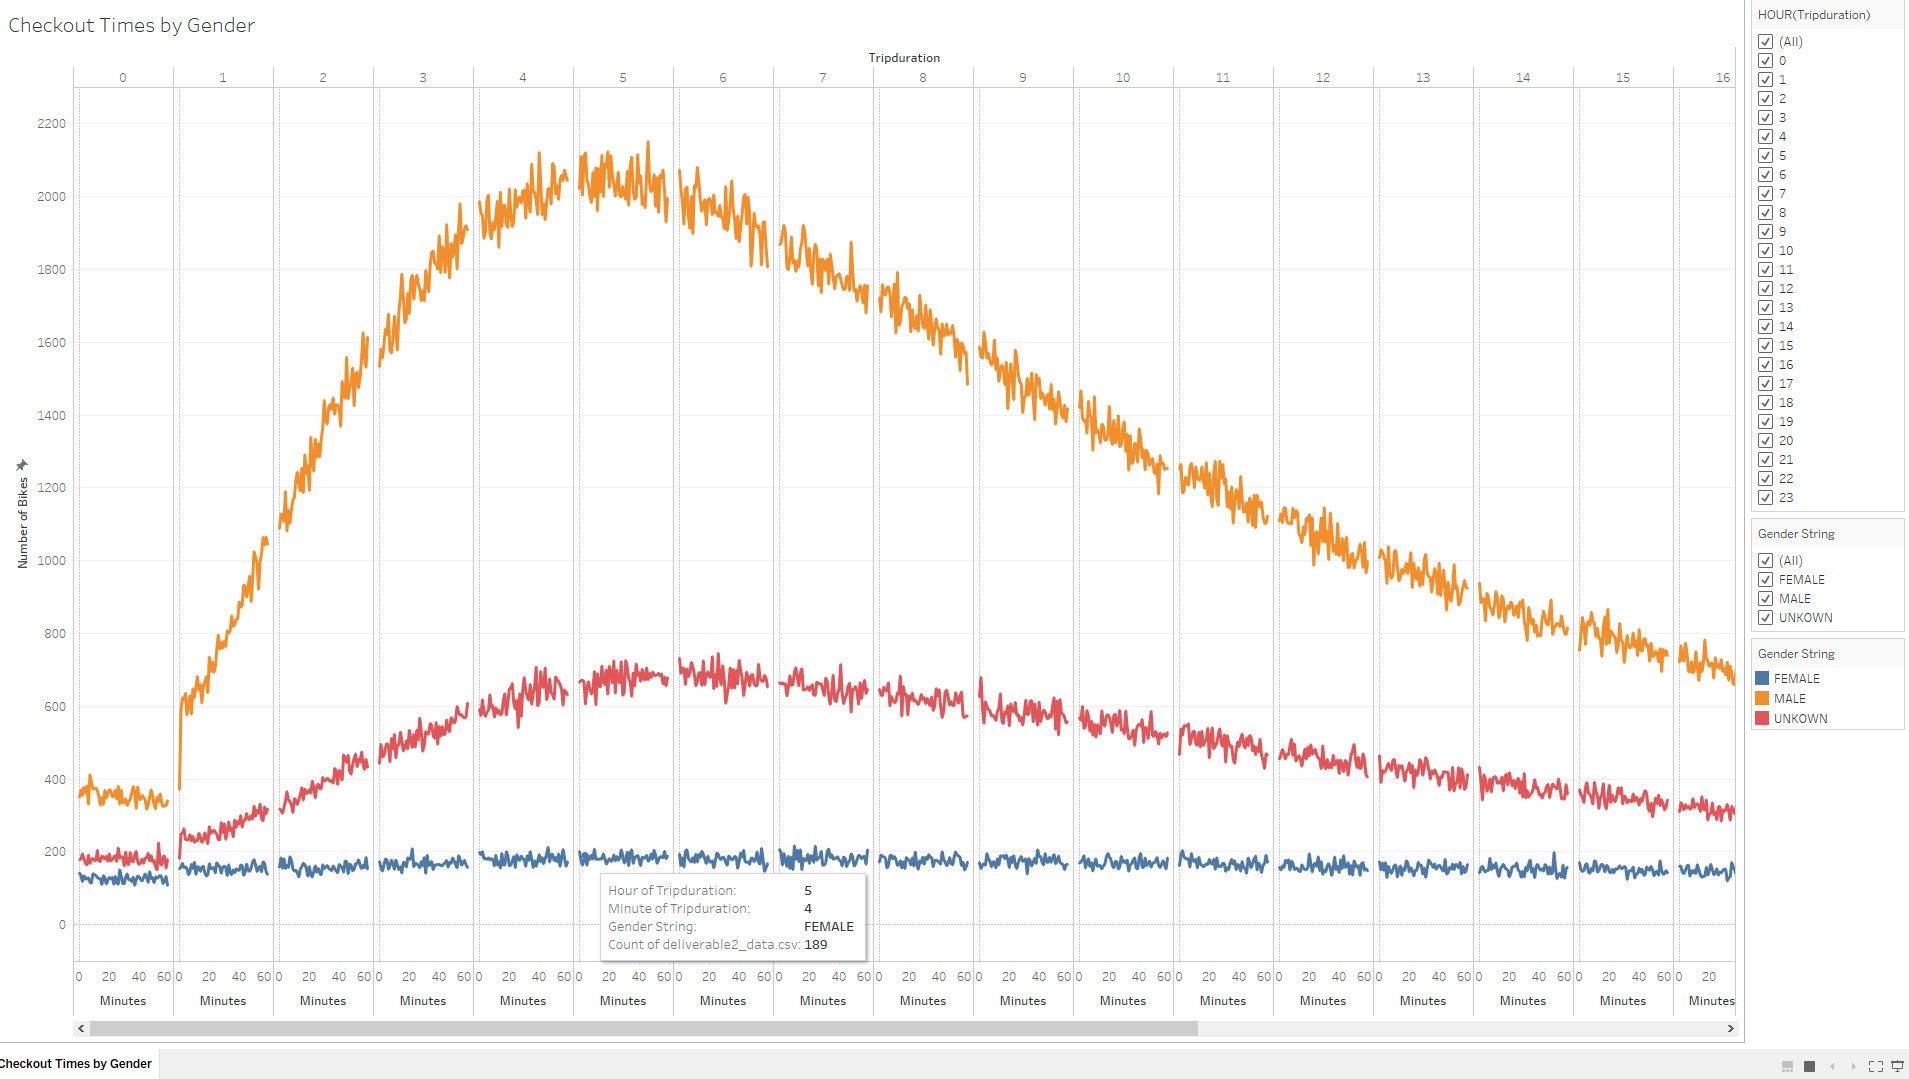 Checkout Times by Gender
Tripduration
0 1 2 3 4 5 6 7 8 9 10 11 12 13 14 15 16
2200
2000
1800
1600
1400
1200
1000
800
600
400
200
0
Number of Bikes
Hour of Tripduration: 5
Minute of Tripduration: 4
Gender String: FEMALE
Count of deliverable2_data.csv: 189
0 20 40 60 0 20 40 60 0 20 40 60 0 20 40 60 0 20 40 60 0 20 40 60 0 20 40 60 0 20 40 60 0 20 40 60 0 20 40 60 0 20 40 60 0 20 40 60 0 20 40 60 0 20 40 60 0 20 40 60 0 20 40 60 0 20
Minutes Minutes Minutes Minutes Minutes Minutes Minutes Minutes Minutes Minutes Minutes Minutes Minutes Minutes Minutes Minutes Minutes
HOUR(Tripduration)
(All)
0
1
2
3
4
5
6
7
8
9
10
11
12
13
14
15
16
17
18
19
20
21
22
23
Gender String
(All)
FEMALE
MALE
UNKOWN
Gender String
FEMALE
MALE
UNKOWN
Checkout Times by Gender